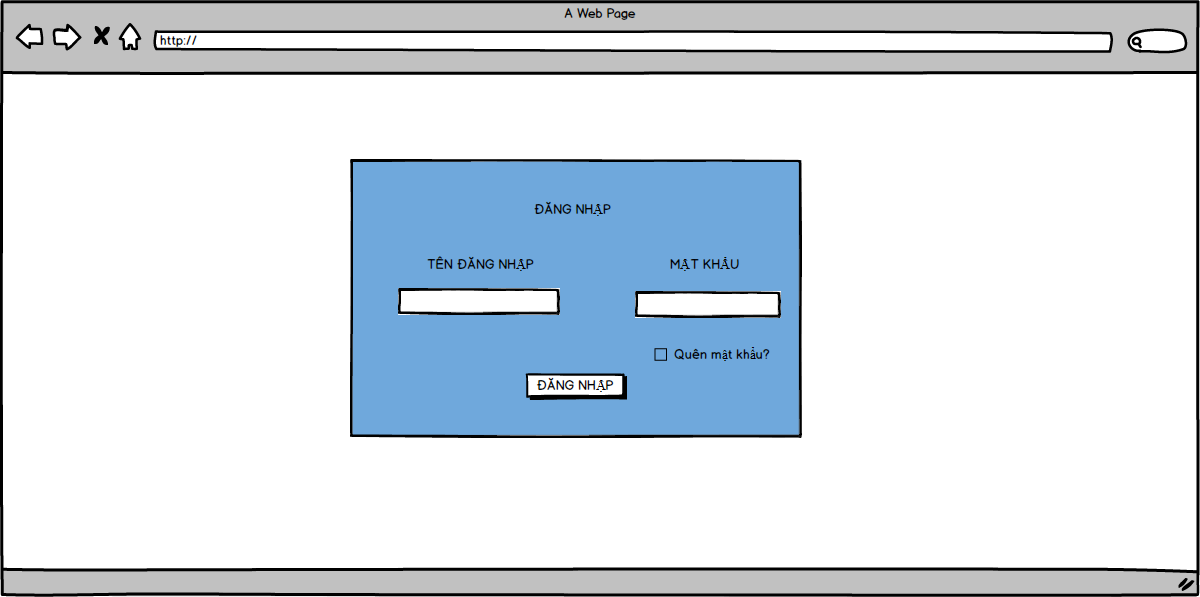 A Web Page
http://
ĐĂNG NHẬP
TÊN ĐĂNG NHẬP
MẬT KHẨU
Quên mật khẩu?
ĐĂNG NHẬP